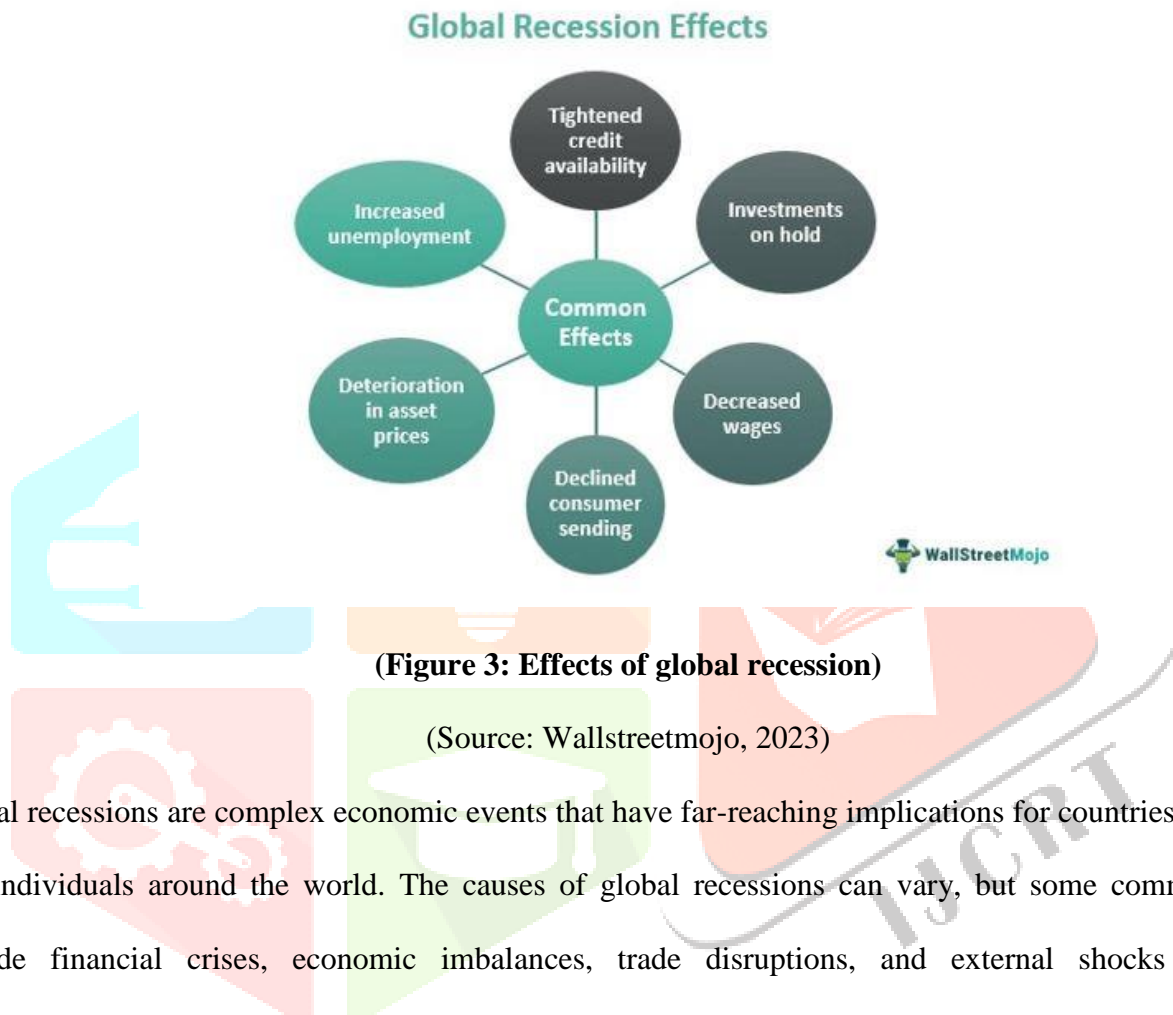 Global Recession Effects
Tightened
credit
availability
Increased
unemployment
Investments
on hold
Common
Effects
Deterioration
in asset
prices
Decreased
wages
Declined
consumer
sending
WallStreetMojo
(Figure 3: Effects of global recession)
(Source: Wallstreetmojo, 2023)
al recessions are complex economic events that have far-reaching implications for countries
ndividuals around the world. The causes of global recessions can vary, but some comm
de financial crises, economic imbalances, trade disruptions, and external shocks
IJCRT